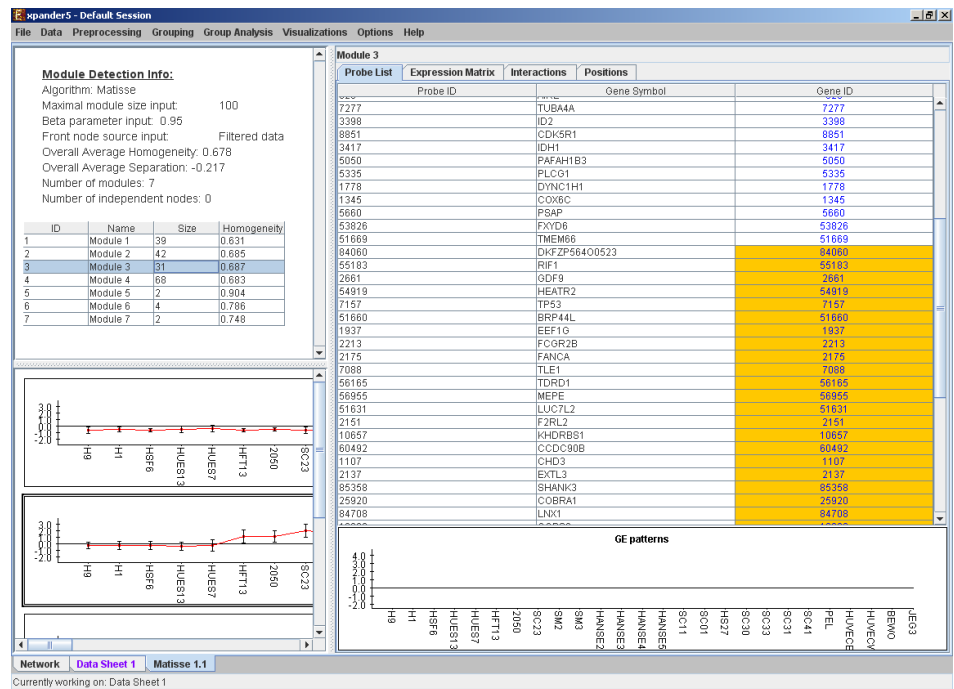 xpander5 - Default Session
File Data Preprocessing Grouping Group Analysis Visualizations Options Help
Module Detection Info:
Algorithm: Matisse
Maximal module size input: 100
Beta parameter input: 0.95
Front node source input: Filtered data
Overall Average Homogeneity: 0.678
Overall Average Separation: -0.217
Number of modules: 7
Number of independent nodes: 0
ID Name Size Homogeneity
1 Module 1 39 0.631
2 Module 2 42 0.685
3 Module 3 31 0.687
4 Module 4 68 0.683
5 Module 5 2 0.904
6 Module 6 4 0.786
7 Module 7 2 0.748
3.0
2.0
1.0
0.0
-1.0
-2.0
H9 H1 HSF6 HUES13 HUES7 HFT13 2050 SC23
3.0
2.0
1.0
0.0
-1.0
-2.0
H9 H1 HSF6 HUES13 HUES7 HFT13 2050 SC23
Module 3
Probe List Expression Matrix Interactions Positions
Probe ID Gene Symbol Gene ID
7277 TUBA4A 7277
3398 ID2 3398
8851 CDK5R1 8851
3417 IDH1 3417
5050 PAFAH1B3 5050
5335 PLCG1 5335
1778 DYNC1H1 1778
1345 COX6C 1345
5660 PSAP 5660
53826 FXYD6 53826
51669 TMEM66 51669
84060 DKFZP564O0523 84060
55183 RIF1 55183
2661 GDF9 2661
54919 HEATR2 54919
7157 TP53 7157
51660 BRP44L 51660
1937 EEF1G 1937
2213 FCGR2B 2213
2175 FANCA 2175
7088 TLE1 7088
56165 TDRD1 56165
56955 MEPE 56955
51631 LUC7L2 51631
2151 F2RL2 2151
10657 KHDRBS1 10657
60492 CCDC90B 60492
1107 CHD3 1107
2137 EXTL3 2137
85358 SHANK3 85358
25920 COBRA1 25920
84708 LNX1 84708
GE patterns
4.0
3.0
2.0
1.0
0.0
-1.0
-2.0
H9 H1 HSF6 HUES13 HUES7 HFT13 2050 SC23 SM2 SM3 HANSE2 HANSE3 HANSE4 HANSE5 SC11 SC01 HS27 SC30 SC33 SC31 SC41 PEL HUVECE HUVECV BEWO JEG3
Network Data Sheet 1 Matisse 1.1
Currently working on: Data Sheet 1